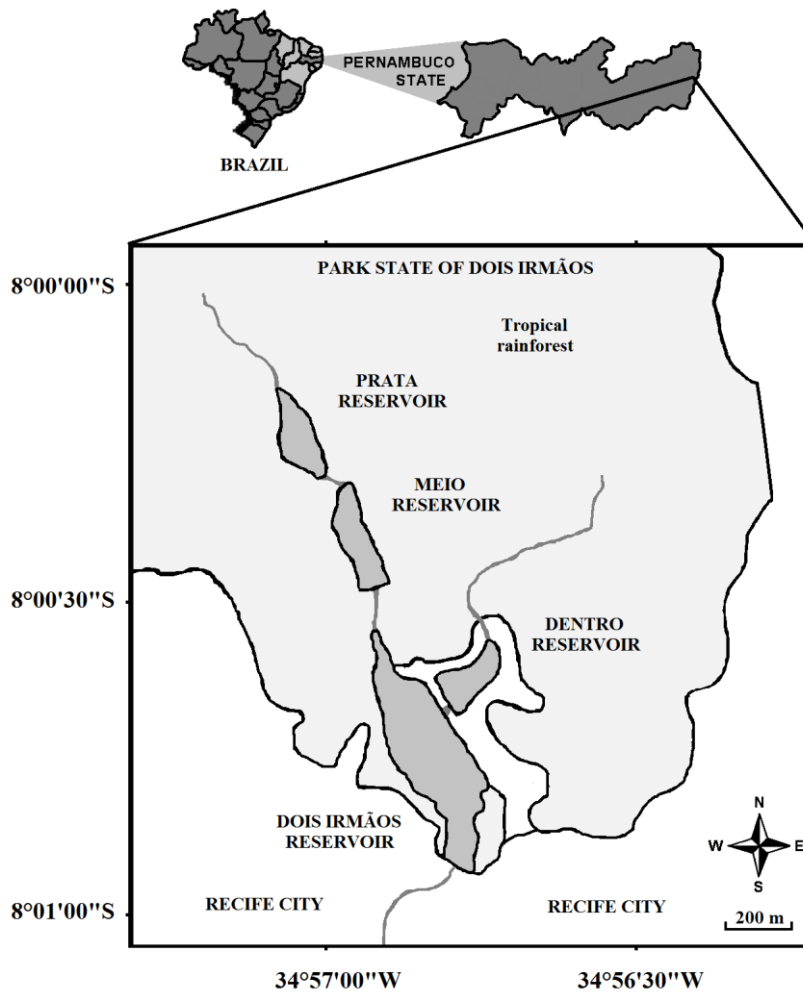 PERNAMBUCO
STATE
BRAZIL
PARK STATE OF DOIS IRMÃOS
8°00'00"S
Tropical
rainforest
PRATA
RESERVOIR
MEIO
RESERVOIR
8°00'30"S
DENTRO
RESERVOIR
DOIS IRMÃOS
RESERVOIR
N
W
E
S
RECIFE CITY
RECIFE CITY
8°01'00"S
200 m
34°57'00"W
34°56'30"W